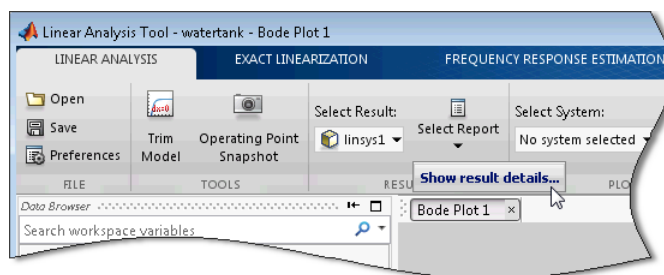 Linear Analysis Tool - watertank - Bode Plot 1
LINEAR ANALYSIS
EXACT LINEARIZATION
FREQUENCY RESPONSE ESTIMATION
Open
Save
Preferences
FILE
Trim
Model
Operating Point
Snapshot
TOOLS
Select Result:
linsys1
Select Report
Select System:
No system selected
Show result details...
Data Browser
Bode Plot 1
Search workspace variables